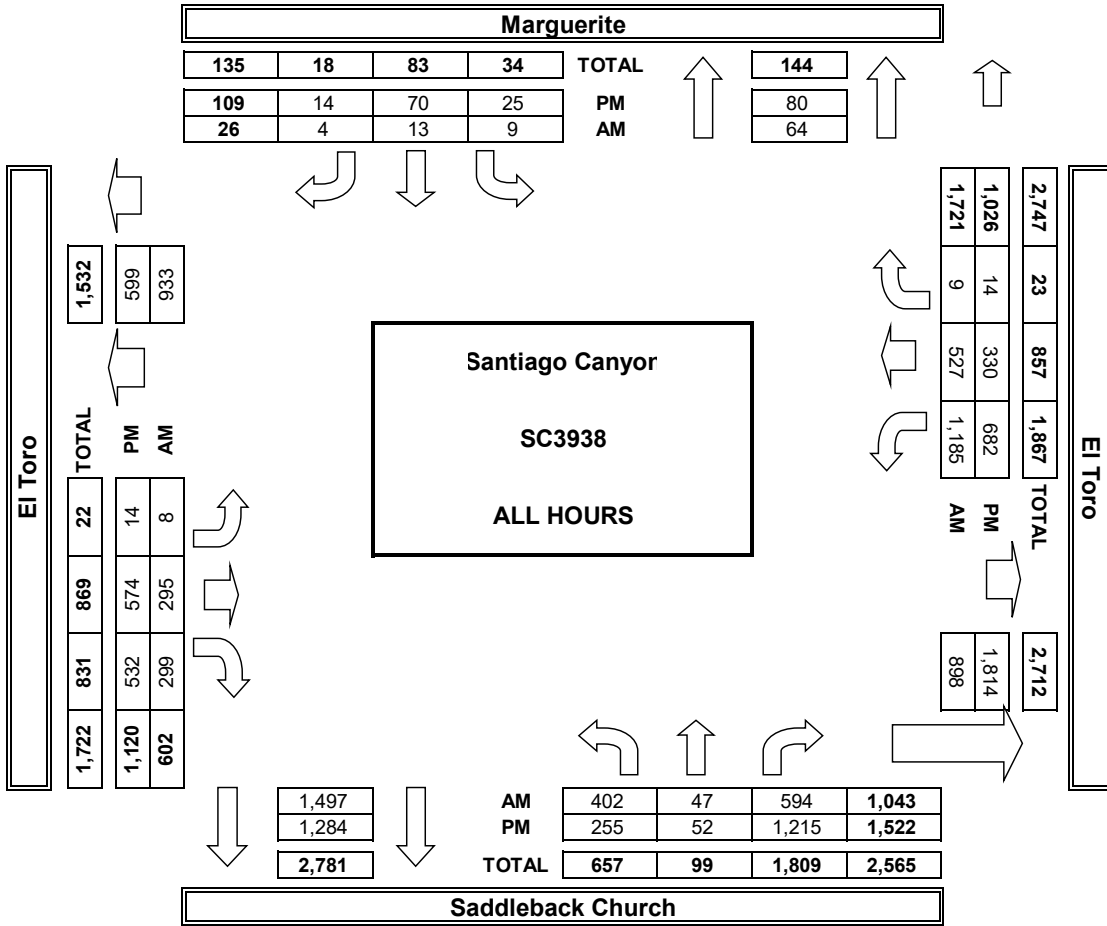 Marguerite
135 18 83 34 TOTAL 144
109 14 70 25 PM 80
26 4 13 9 AM 64
El Toro
1,532
599
933
TOTAL
PM
AM
22 869 831 1,722
14 574 532 1,120
8 295 299 602
Santiago Canyor
SC3938
ALL HOURS
2,747 23 857 1,867 TOTAL
1,026 14 330 682 PM
1,721 9 527 1,185 AM
2,712
1,814
898
El Toro
1,497 AM 402 47 594 1,043
1,284 PM 255 52 1,215 1,522
2,781 TOTAL 657 99 1,809 2,565
Saddleback Church